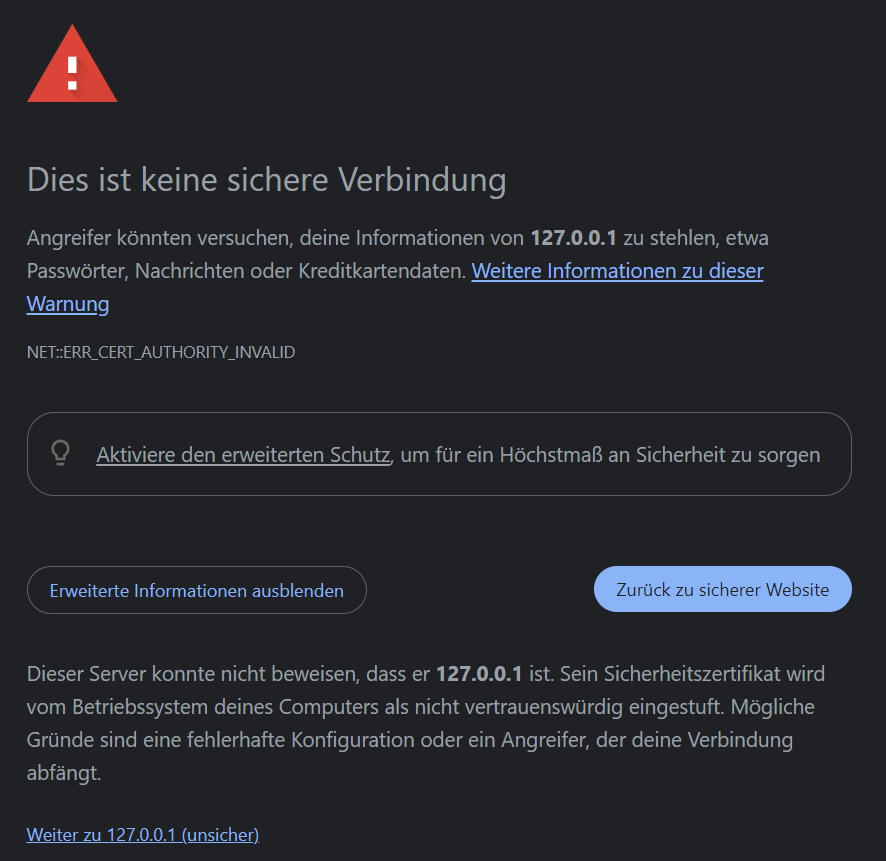 Dies ist keine sichere Verbindung
Angreifer könnten versuchen, deine Informationen von 127.0.0.1 zu stehlen, etwa
Passwörter, Nachrichten oder Kreditkartendaten. Weitere Informationen zu dieser
Warnung
NET::ERR_CERT_AUTHORITY_INVALID
Aktiviere den erweiterten Schutz, um für ein Höchstmaß an Sicherheit zu sorgen
Erweiterte Informationen ausblenden
Zurück zu sicherer Website
Dieser Server konnte nicht beweisen, dass er 127.0.0.1 ist. Sein Sicherheitszertifikat wird
vom Betriebssystem deines Computers als nicht vertrauenswürdig eingestuft. Mögliche
Gründe sind eine fehlerhafte Konfiguration oder ein Angreifer, der deine Verbindung
abfängt.
Weiter zu 127.0.0.1 (unsicher)